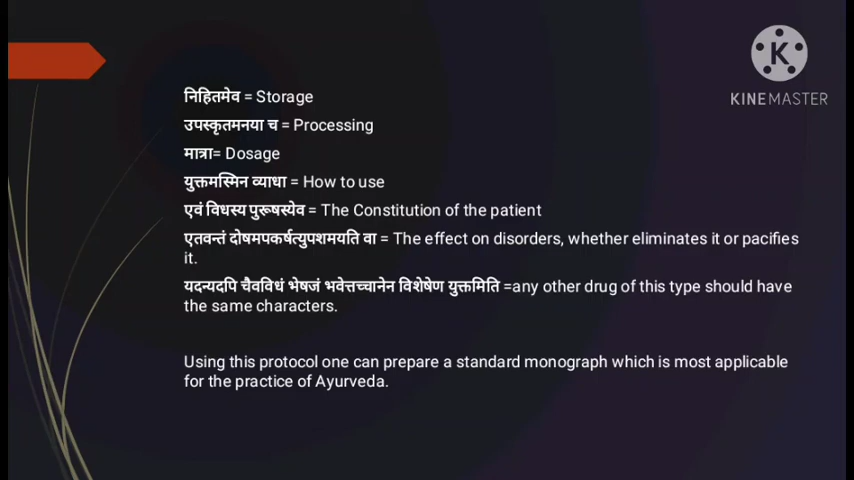 K
KINEMASTER
निहितमेव = Storage
उपस्कृतमनया च = Processing
मात्रा= Dosage
युक्तमस्मिन व्याधा = How to use
एवं विधस्य पुरूषस्येव = The Constitution of the patient
एतवन्तं दोषमपकर्षत्युपशमयति वा = The effect on disorders, whether eliminates it or pacifies
it.
यदन्यदपि चैवविधं भेषजं भवेत्तच्चानेन विशेषेण युक्तमिति =any other drug of this type should have
the same characters.
Using this protocol one can prepare a standard monograph which is most applicable
for the practice of Ayurveda.